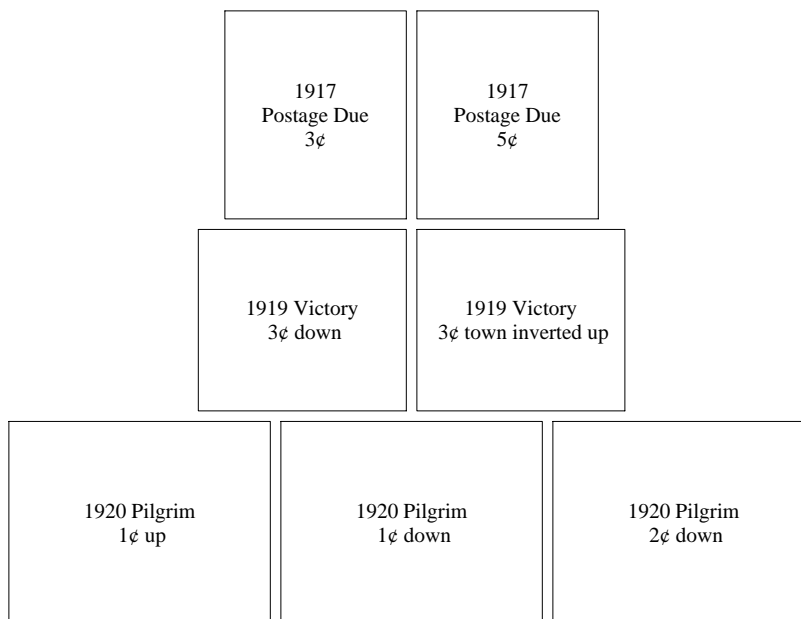 1917
Postage Due
3¢
1917
Postage Due
5¢
1919 Victory
3¢ down
1919 Victory
3¢ town inverted up
1920 Pilgrim
1¢ up
1920 Pilgrim
1¢ down
1920 Pilgrim
2¢ down